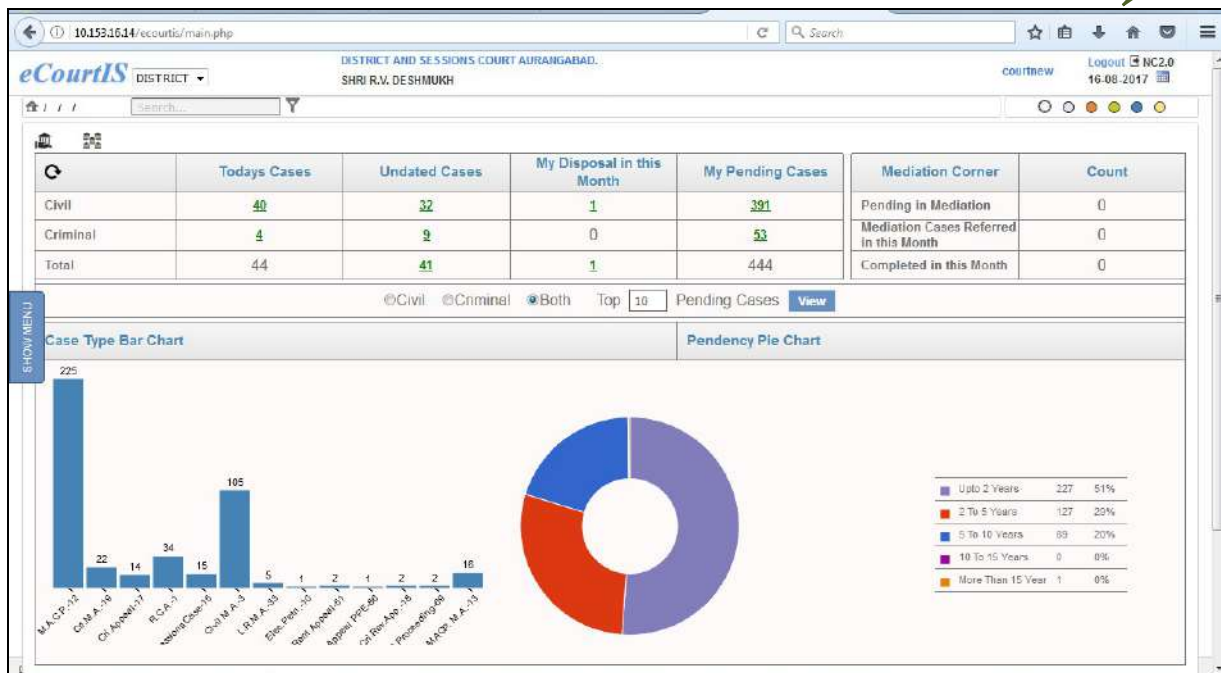 10.153.16.14/ecourtis/main.php
Search
eCourtIS DISTRICT
DISTRICT AND SESSIONS COURT AURANGABAD.
SHRI R.V. DESHMUKH
courtnew
Logout NC2.0
16-08-2017
/ / /
Search...
Todays Cases Undated Cases My Disposal in this Month My Pending Cases Mediation Corner Count
Civil 40 32 1 391 Pending in Mediation 0
Criminal 4 9 0 53 Mediation Cases Referred in this Month 0
Total 44 41 1 444 Completed in this Month 0
Civil Criminal Both Top 10 Pending Cases View
SHOW MENU
Case Type Bar Chart
Pendency Pie Chart
225
22
14
34
15
105
5
1
2
1
2
2
16
M.A.C.P.-12
Cri.M.A.-19
Cri Appeal-17
R.C.A.-1
Civil M.A.-3
L.R.M.A.-33
Elec.Petn.-10
Rent Appeal-61
Appeal PPE-60
Cri.Rev.App.-18
Proceeding-69
MACP. M.A.-13
Upto 2 Years 227 51%
2 To 5 Years 127 29%
5 To 10 Years 89 20%
10 To 15 Years 0 0%
More Than 15 Year 1 0%